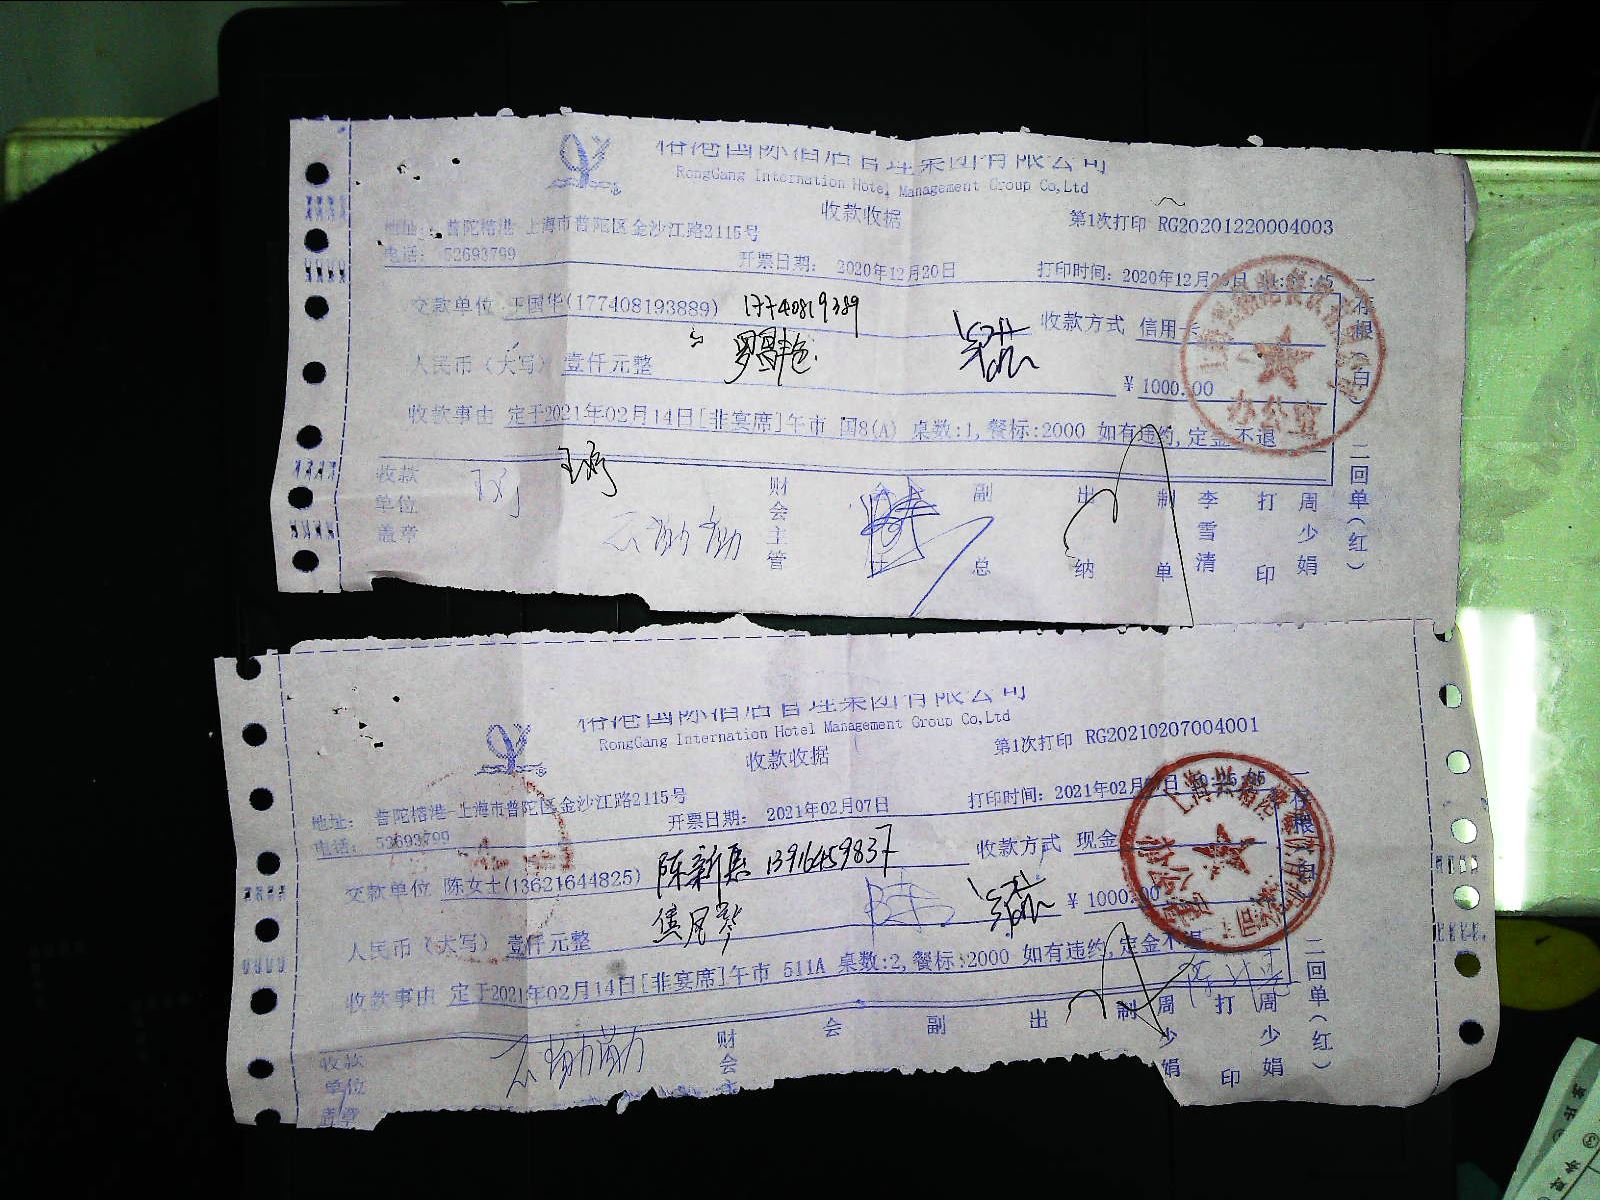 榕港国际酒店管理集团有限公司
RongGang Internation Hotel Management Group Co,Ltd
收款收据
第1次打印 RG20201220004003
地址: 普陀榕港 上海市普陀区金沙江路2115号
电话: 52693799
开票日期: 2020年12月20日
打印时间: 2020年12月
交款单位 王国华(177408193889) 17740819389
收款方式 信用卡
人民币(大写) 壹仟元整
¥ 1000.00
收款事由 定于2021年02月14日[非宴席]午市 国8(A) 桌数:1,餐标:2000 如有违约,定金不退
收款单位盖章
财会主管
副总
出纳
制单 李雪清
打印 周少娟
一存根(白)
二回单(红)
办公室
榕港国际酒店管理集团有限公司
RongGang Internation Hotel Management Group Co,Ltd
收款收据
第1次打印 RG20210207004001
地址: 普陀榕港-上海市普陀区金沙江路2115号
电话: 52693799
开票日期: 2021年02月07日
打印时间: 2021年02月
交款单位 陈女士(13621644825) 陈新 13916459837
收款方式 现金
人民币(大写) 壹仟元整
¥ 1000.00
收款事由 定于2021年02月14日[非宴席]午市 511A 桌数:2,餐标:2000 如有违约,定金不退
收款单位盖章
财会主
会
副
出
制 周少娟
打印 周少娟
一存根(白)
二回单(红)
办公室